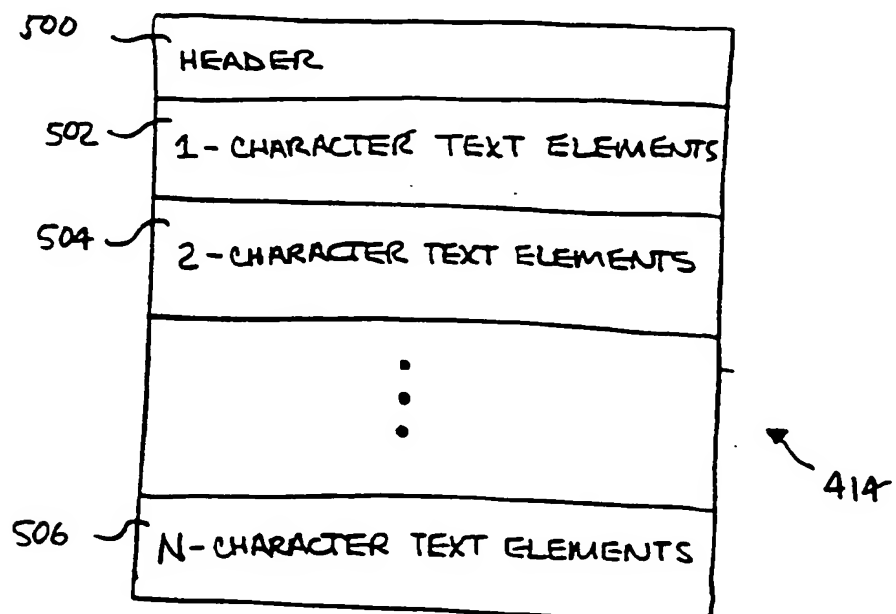 500
HEADER
502
1-CHARACTER TEXT ELEMENTS
504
2-CHARACTER TEXT ELEMENTS
414
506
N-CHARACTER TEXT ELEMENTS